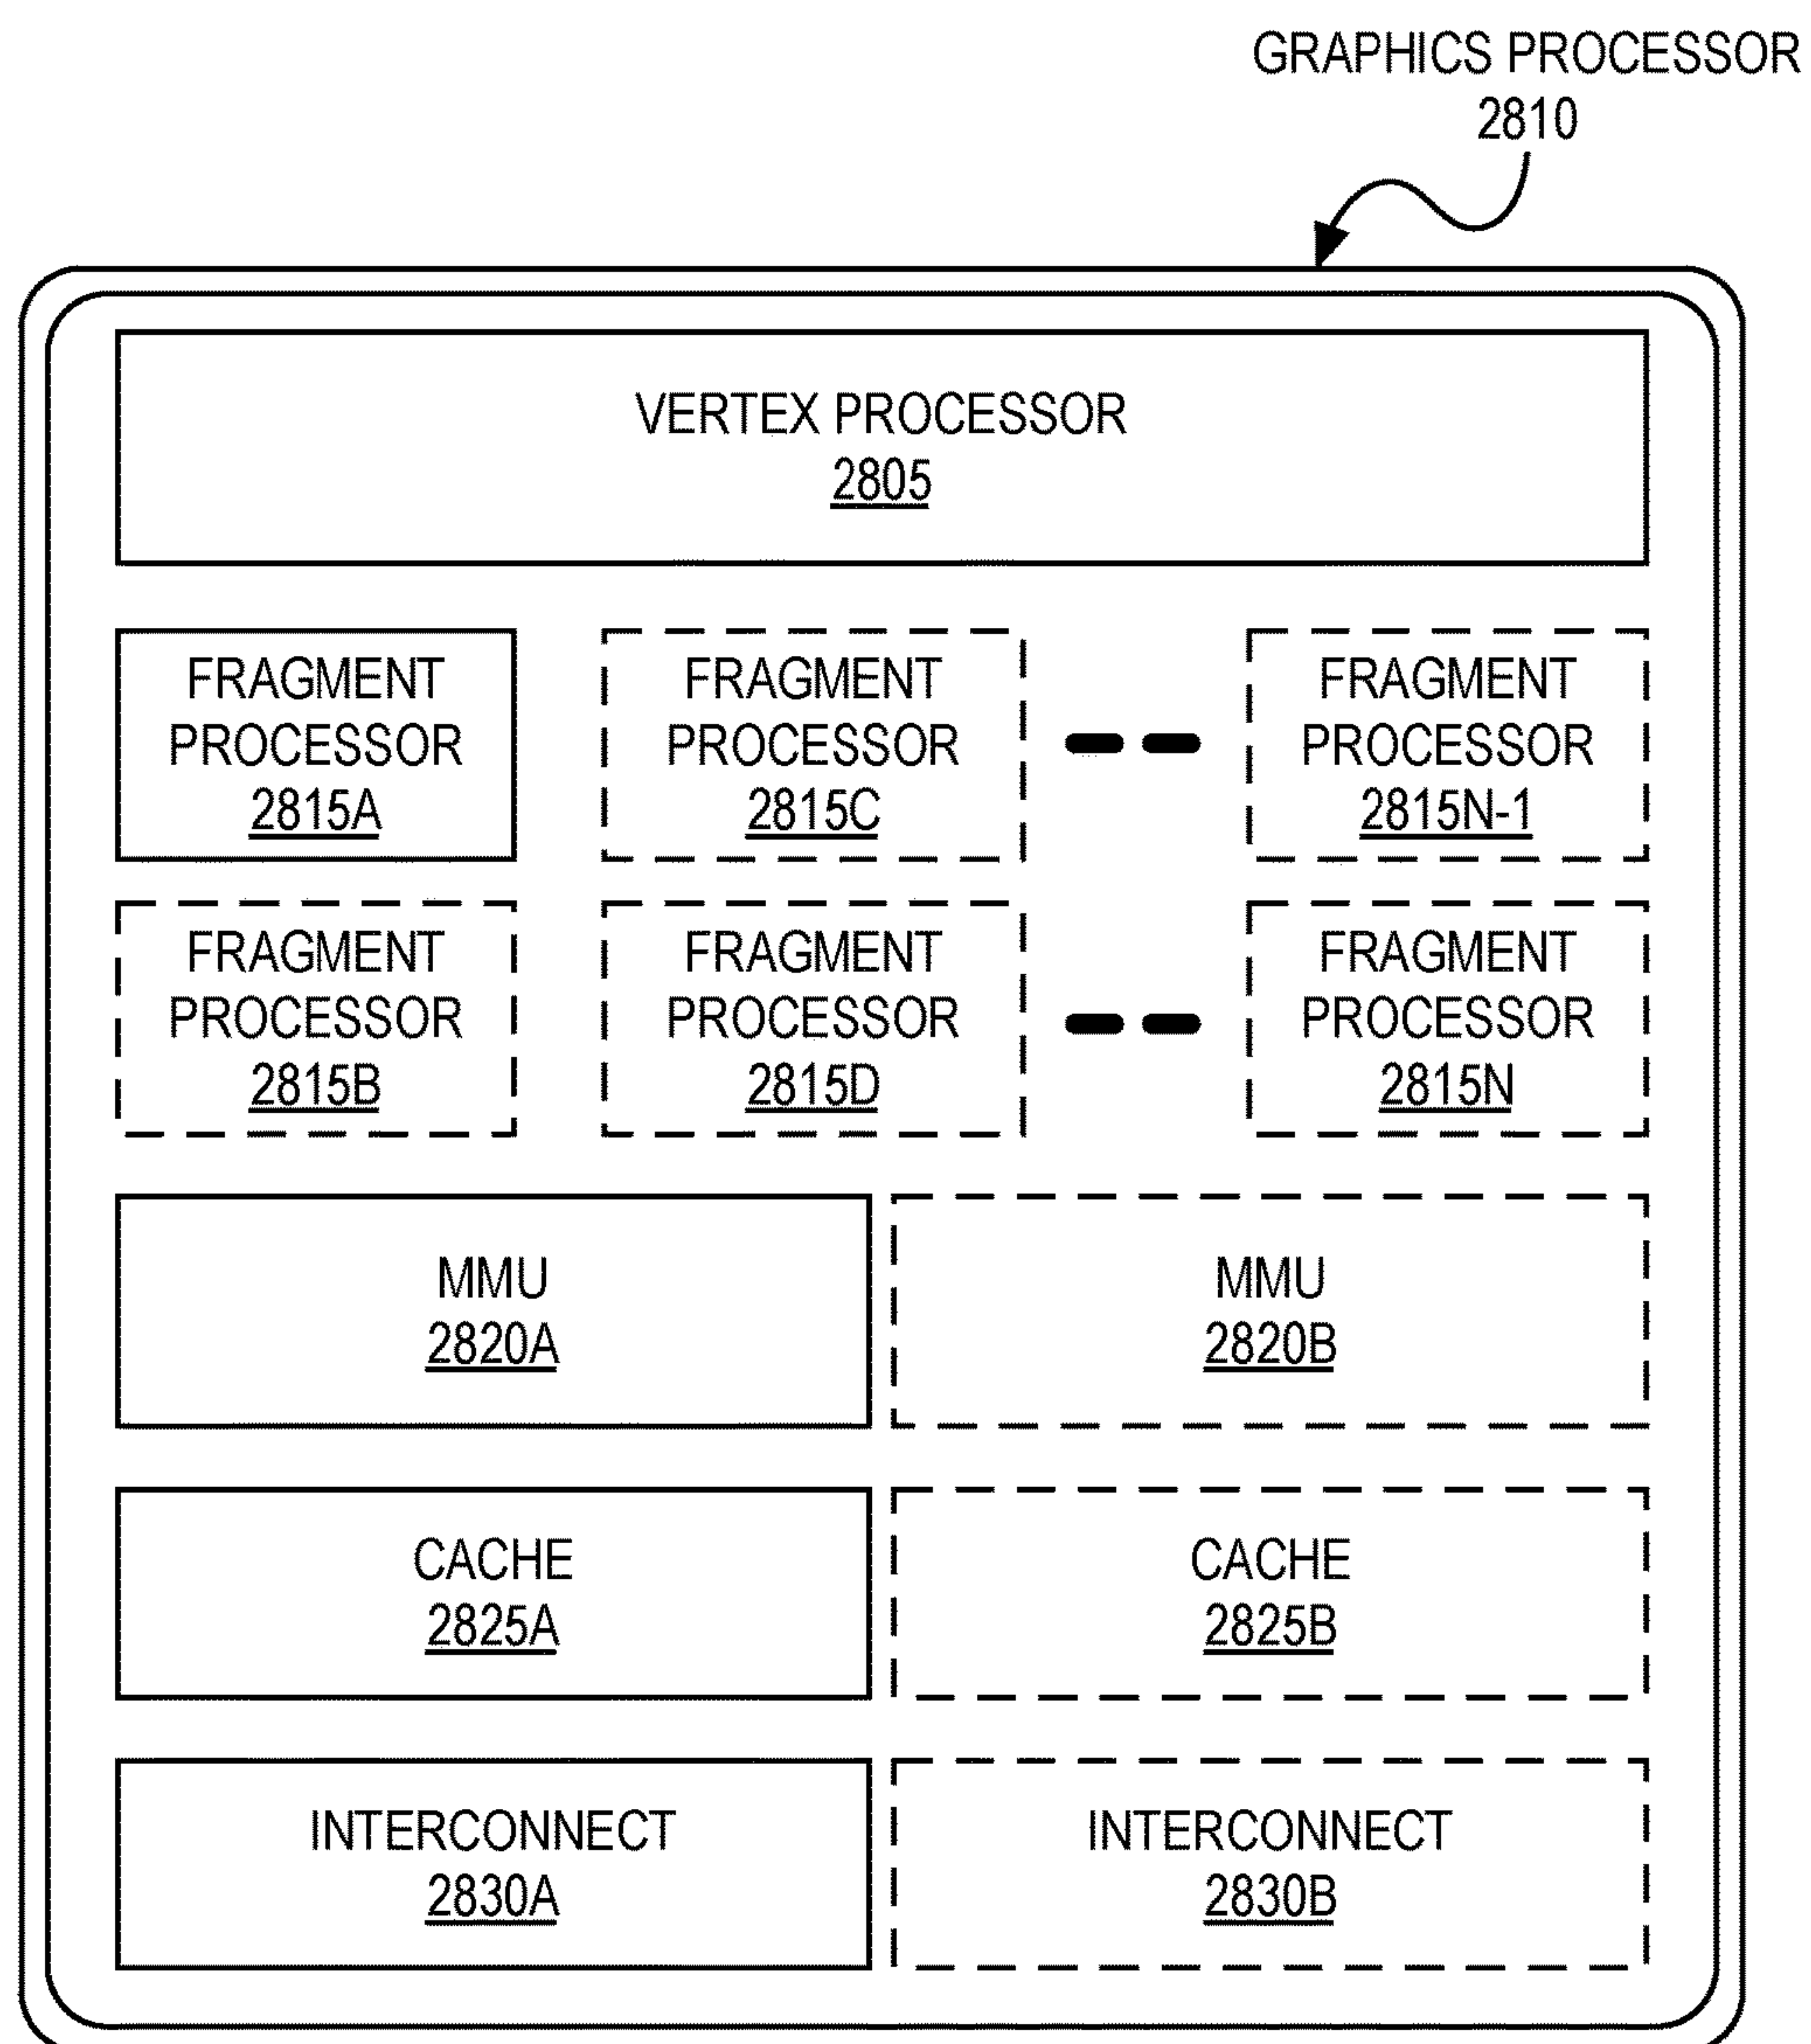 GRAPHICS PROCESSOR
2810
VERTEX PROCESSOR
2805
FRAGMENT
PROCESSOR
2815A
FRAGMENT
PROCESSOR
2815C
FRAGMENT
PROCESSOR
2815N-1
FRAGMENT
PROCESSOR
2815B
FRAGMENT
PROCESSOR
2815D
FRAGMENT
PROCESSOR
2815N
MMU
2820A
MMU
2820B
CACHE
2825A
CACHE
2825B
INTERCONNECT
2830A
INTERCONNECT
2830B